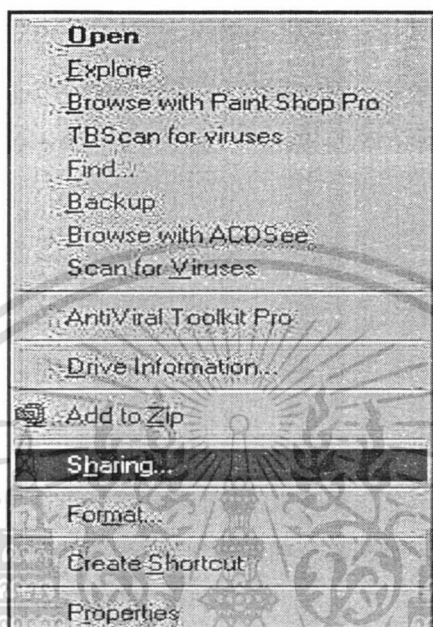 Open
Explore
Browse with Paint Shop Pro
TBScan for viruses
Find...
Backup
Browse with ACDSee
Scan for Viruses
AntiViral Toolkit Pro
Drive Information...
Add to Zip
Sharing...
Format...
Create Shortcut
Properties